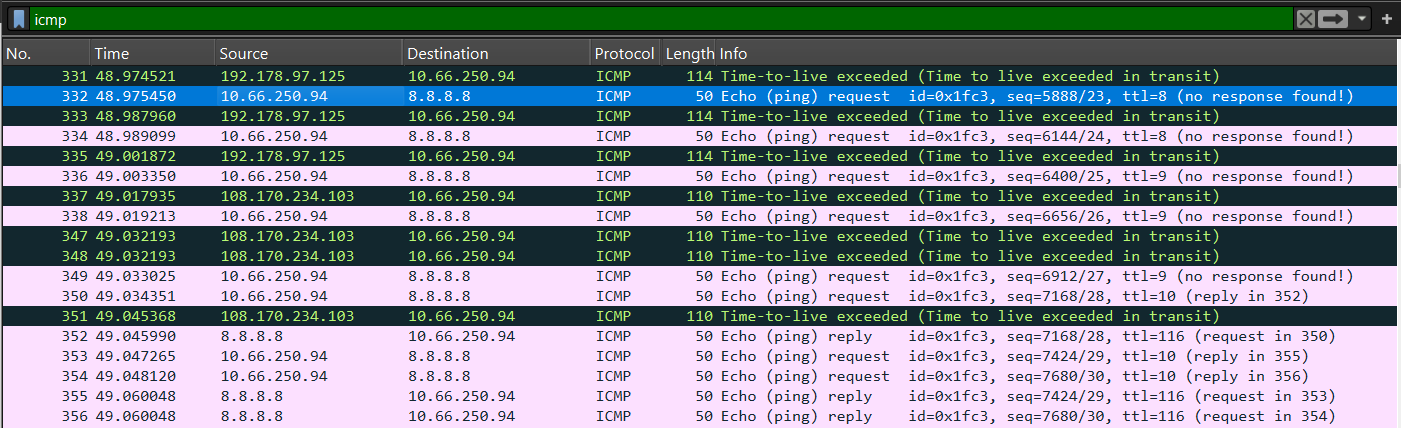 icmp
No. Time Source Destination Protocol Length Info
331 48.974521 192.178.97.125 10.66.250.94 ICMP 114 Time-to-live exceeded (Time to live exceeded in transit)
332 48.975450 10.66.250.94 8.8.8.8 ICMP 50 Echo (ping) request id=0x1fc3, seq=5888/23, ttl=8 (no response found!)
333 48.987960 192.178.97.125 10.66.250.94 ICMP 114 Time-to-live exceeded (Time to live exceeded in transit)
334 48.989099 10.66.250.94 8.8.8.8 ICMP 50 Echo (ping) request id=0x1fc3, seq=6144/24, ttl=8 (no response found!)
335 49.001872 192.178.97.125 10.66.250.94 ICMP 114 Time-to-live exceeded (Time to live exceeded in transit)
336 49.003350 10.66.250.94 8.8.8.8 ICMP 50 Echo (ping) request id=0x1fc3, seq=6400/25, ttl=9 (no response found!)
337 49.017935 108.170.234.103 10.66.250.94 ICMP 110 Time-to-live exceeded (Time to live exceeded in transit)
338 49.019213 10.66.250.94 8.8.8.8 ICMP 50 Echo (ping) request id=0x1fc3, seq=6656/26, ttl=9 (no response found!)
347 49.032193 108.170.234.103 10.66.250.94 ICMP 110 Time-to-live exceeded (Time to live exceeded in transit)
348 49.032193 108.170.234.103 10.66.250.94 ICMP 110 Time-to-live exceeded (Time to live exceeded in transit)
349 49.033025 10.66.250.94 8.8.8.8 ICMP 50 Echo (ping) request id=0x1fc3, seq=6912/27, ttl=9 (no response found!)
350 49.034351 10.66.250.94 8.8.8.8 ICMP 50 Echo (ping) request id=0x1fc3, seq=7168/28, ttl=10 (reply in 352)
351 49.045368 108.170.234.103 10.66.250.94 ICMP 110 Time-to-live exceeded (Time to live exceeded in transit)
352 49.045990 8.8.8.8 10.66.250.94 ICMP 50 Echo (ping) reply id=0x1fc3, seq=7168/28, ttl=116 (request in 350)
353 49.047265 10.66.250.94 8.8.8.8 ICMP 50 Echo (ping) request id=0x1fc3, seq=7424/29, ttl=10 (reply in 355)
354 49.048120 10.66.250.94 8.8.8.8 ICMP 50 Echo (ping) request id=0x1fc3, seq=7680/30, ttl=10 (reply in 356)
355 49.060048 8.8.8.8 10.66.250.94 ICMP 50 Echo (ping) reply id=0x1fc3, seq=7424/29, ttl=116 (request in 353)
356 49.060048 8.8.8.8 10.66.250.94 ICMP 50 Echo (ping) reply id=0x1fc3, seq=7680/30, ttl=116 (request in 354)